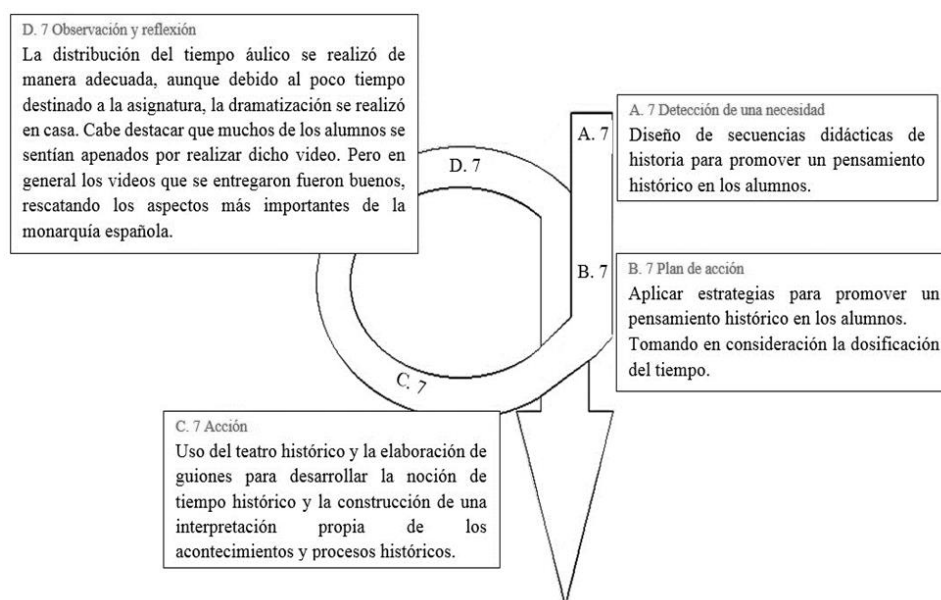 D. 7 Observación y reflexión
La distribución del tiempo áulico se realizó de
manera adecuada, aunque debido al poco tiempo
destinado a la asignatura, la dramatización se realizó
en casa. Cabe destacar que muchos de los alumnos se
sentían apenados por realizar dicho video. Pero en
general los videos que se entregaron fueron buenos,
rescatando los aspectos más importantes de la
monarquía española.
A. 7 Detección de una necesidad
Diseño de secuencias didácticas de
historia para promover un pensamiento
histórico en los alumnos.
A. 7
D. 7
B. 7
B. 7 Plan de acción
Aplicar estrategias para promover un
pensamiento histórico en los alumnos.
Tomando en consideración la dosificación
del tiempo.
C. 7
C. 7 Acción
Uso del teatro histórico y la elaboración de
guiones para desarrollar la noción de
tiempo histórico y la construcción de una
interpretación propia de los
acontecimientos y procesos históricos.